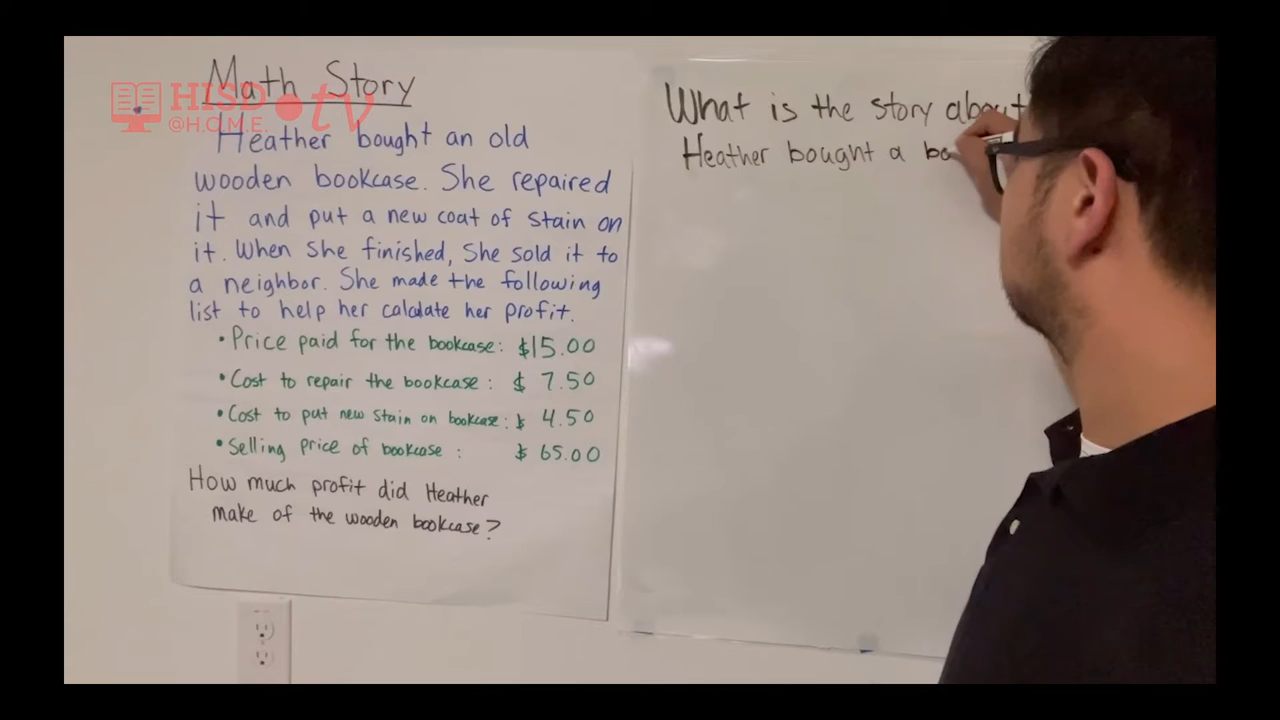 Math Story
HISD
@H.O.M.E.
tv
Heather bought an old
wooden bookcase. She repaired
it and put a new coat of stain on
it. When she finished, She sold it to
a neighbor. She made the following
list to help her calculate her profit.
• Price paid for the bookcase: $15.00
• Cost to repair the bookcase: $ 7.50
• Cost to put new stain on bookcase: $ 4.50
• Selling price of bookcase : $ 65.00
How much profit did Heather
make of the wooden bookcase?
What is the story about
Heather bought a bo